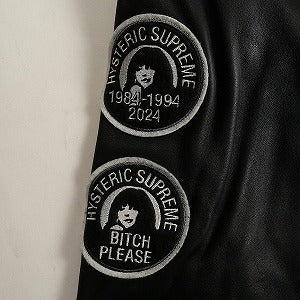 HYSTERIC SUPREME
1984-1994
2024
HYSTERIC SUPREME
BITCH
PLEASE